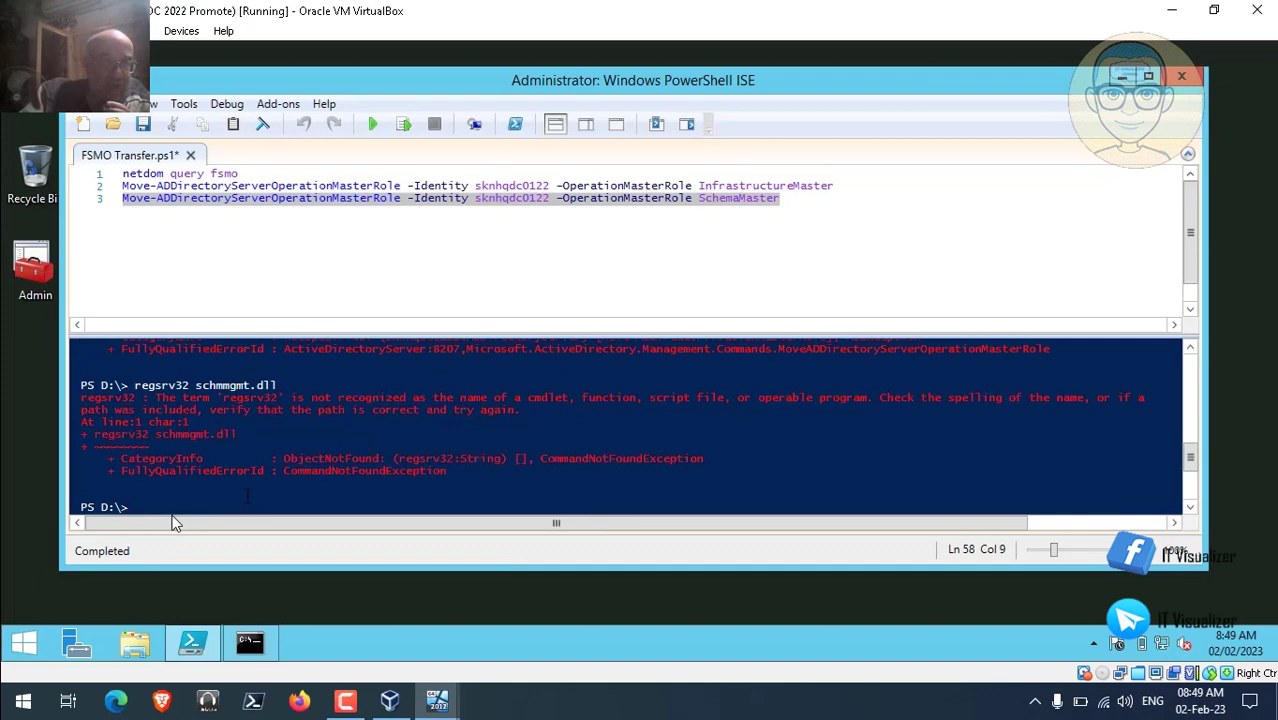 OC 2022 Promote) [Running] - Oracle VM VirtualBox
Devices Help
Administrator: Windows PowerShell ISE
Tools Debug Add-ons Help
FSMO Transfer.ps1*
1 netdom query fsmo
2 Move-ADDirectoryServerOperationMasterRole -Identity sknhqdc0122 -OperationMasterRole InfrastructureMaster
3 Move-ADDirectoryServerOperationMasterRole -Identity sknhqdc0122 -OperationMasterRole SchemaMaster
Recycle Bi
Admin
+ FullyQualifiedErrorId : ActiveDirectoryServer:8207,Microsoft.ActiveDirectory.Management.Commands.MoveADDirectoryServerOperationMasterRole
PS D:\> regsrv32 schmmgmt.dll
regsrv32 : The term 'regsrv32' is not recognized as the name of a cmdlet, function, script file, or operable program. Check the spelling of the name, or if a
path was included, verify that the path is correct and try again.
At line:1 char:1
+ regsrv32 schmmgmt.dll
+ ~~~~~~~~
+ CategoryInfo : ObjectNotFound: (regsrv32:String) [], CommandNotFoundException
+ FullyQualifiedErrorId : CommandNotFoundException
PS D:\>
Completed
Ln 58 Col 9
100%
IT Visualizer
IT Visualizer
8:49 AM
02/02/2023
Right Ctr
ENG
08:49 AM
02-Feb-23